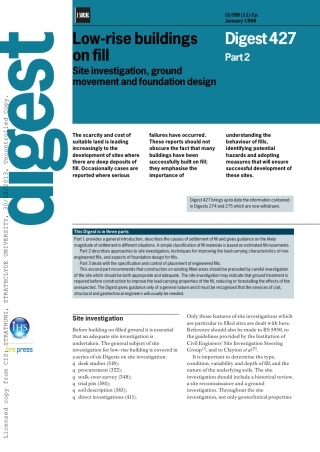 BRE
CI/SfB (11) Cp
January 1998
Low-rise buildings
on fill
Site investigation, ground
movement and foundation design
Digest 427
Part 2
digest
The scarcity and cost of
suitable land is leading
increasingly to the
development of sites where
there are deep deposits of
fill. Occasionally cases are
reported where serious
failures have occurred.
These reports should not
obscure the fact that many
buildings have been
successfully built on fill;
they emphasise the
importance of
understanding the
behaviour of fills,
identifying potential
hazards and adopting
measures that will ensure
successful development of
these sites.
Digest 427 brings up to date the information contained
in Digests 274 and 275 which are now withdrawn.
This Digest is in three parts
Part 1 provides a general introduction, describes the causes of settlement of fill and gives guidance on the likely
magnitude of settlement in different situations. A simple classification of fill materials is based on estimated fill movements.
Part 2 describes approaches to site investigation, techniques for improving the load-carrying characteristics of non-
engineered fills, and aspects of foundation design for fills.
Part 3 deals with the specification and control of placement of engineered fills.
This second part recommends that construction on existing filled areas should be preceded by careful investigation
of the site which should be both appropriate and adequate. The site investigation may indicate that ground treatment is
required before construction to improve the load-carrying properties of the fill, reducing or forestalling the effects of the
unexpected. The Digest gives guidance only of a general nature and it must be recognised that the services of civil,
structural and geotechnical engineers will usually be needed.
Site investigation
Before building on filled ground it is essential
that an adequate site investigation is
undertaken. The general subject of site
investigation for low-rise building is covered in
a series of six Digests on site investigation:
q desk studies (318);
q procurement (322);
q walk-over survey (348);
q trial pits (381);
q soil description (383);
q direct investigations (411).
Only those features of site investigations which
are particular to filled sites are dealt with here.
Reference should also be made to BS 5930, to
the guidelines provided by the Institution of
Civil Engineers' Site Investigation Steering
Group[1], and to Clayton et al[2].
It is important to determine the type,
condition, variability and depth of fill, and the
nature of the underlying soils. The site
investigation should include a historical review,
a site reconnaissance and a ground
investigation. Throughout the site
investigation, not only geotechnical properties
IHS
press
Licensed copy from CIS: STRATHUNI, STRATHCLYDE UNIVERSITY, 30/11/2013, Uncontrolled Copy.